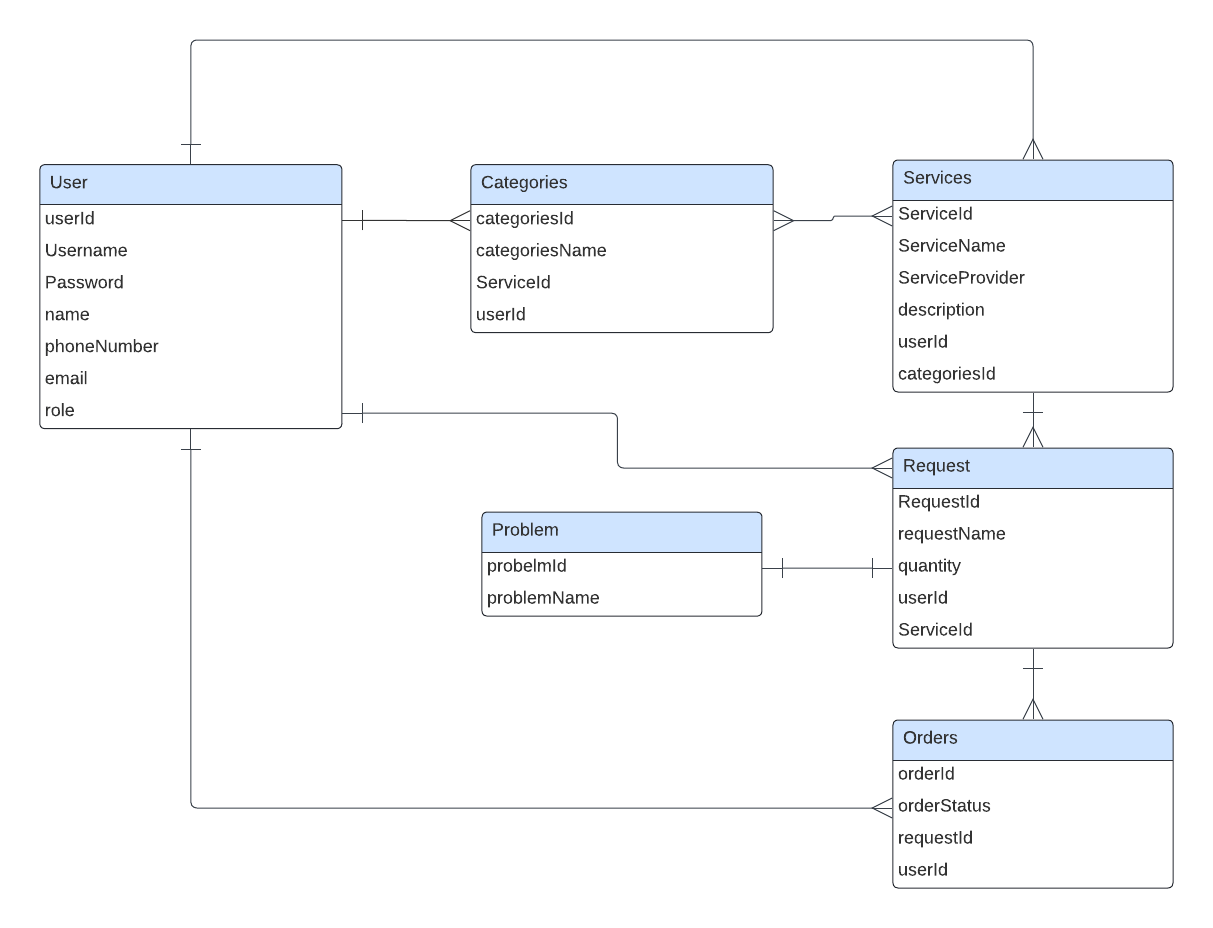 User
userId
Username
Password
name
phoneNumber
email
role
Categories
categoriesId
categoriesName
ServiceId
userId
Services
ServiceId
ServiceName
ServiceProvider
description
userId
categoriesId
Problem
probelmId
problemName
Request
RequestId
requestName
quantity
userId
ServiceId
Orders
orderId
orderStatus
requestId
userId